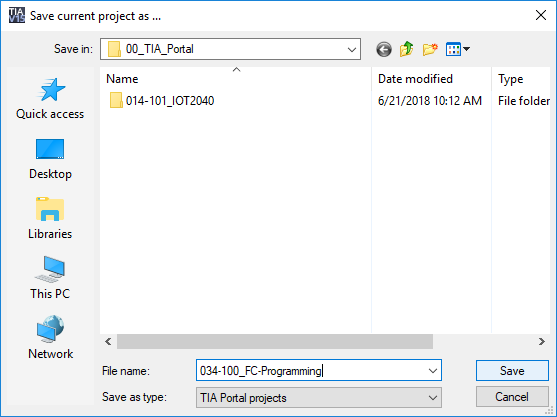 TIA V15 Save current project as ...
Save in: 00_TIA_Portal
Name Date modified Type
014-101_IOT2040 6/21/2018 10:12 AM File folder
Quick access
Desktop
Libraries
This PC
Network
File name: 034-100_FC-Programming Save
Save as type: TIA Portal projects Cancel